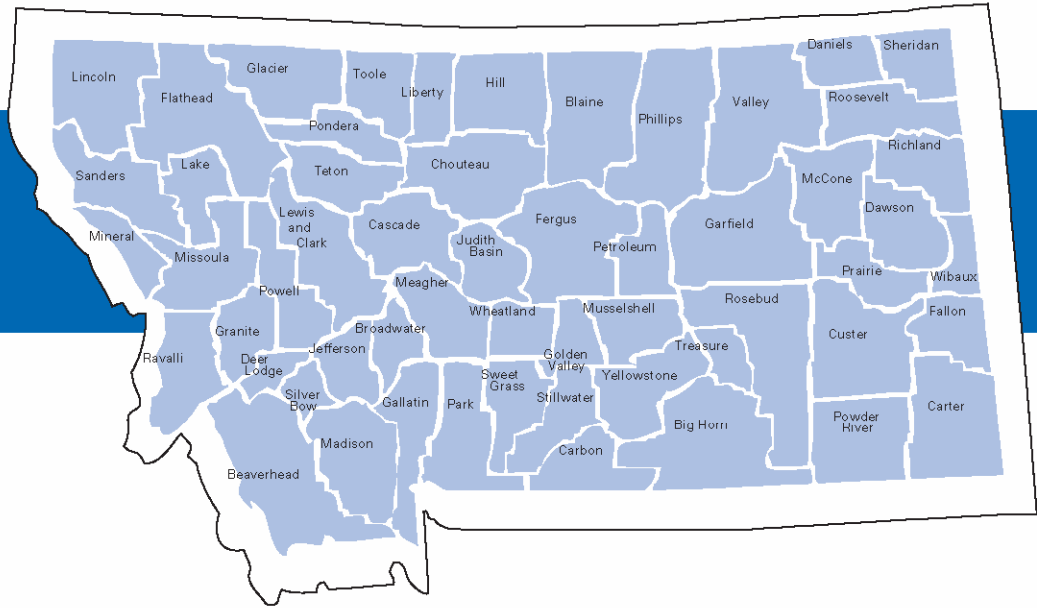 Lincoln
Flathead
Glacier
Toole
Liberty
Hill
Blaine
Phillips
Valley
Daniels
Sheridan
Roosevelt
Richland
Pondera
Teton
Chouteau
Lake
Sanders
Mineral
Missoula
Lewis
and
Clark
Cascade
Judith
Basin
Fergus
Petroleum
Garfield
McCone
Dawson
Prairie
Wibaux
Powell
Meagher
Wheatland
Musselshell
Rosebud
Fallon
Custer
Granite
Ravalli
Deer
Lodge
Jefferson
Broadwater
Golden
Valley
Treasure
Yellowstone
Sweet
Grass
Stillwater
Silver
Bow
Gallatin
Park
Madison
Beaverhead
Carbon
Big Horn
Powder
River
Carter